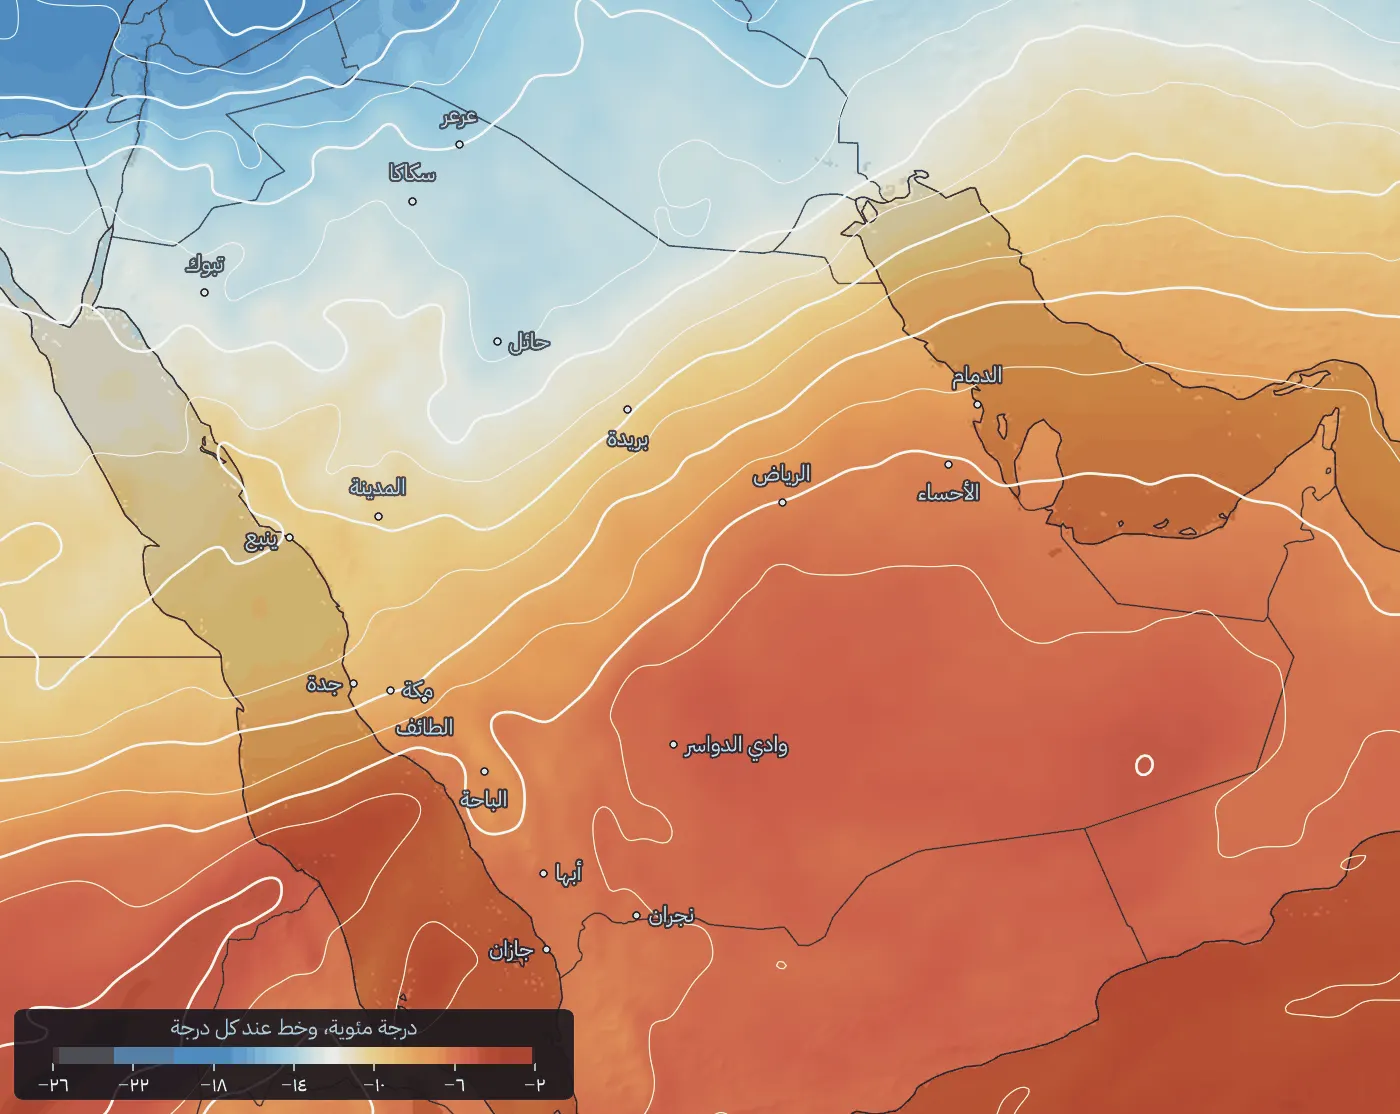 عرعر
سكاكا
تبوك
حائل
الدمام
بريدة
الرياض
الأحساء
المدينة
ينبع
جدة
مكة
الطائف
وادي الدواسر
الباحة
أبها
نجران
جازان
درجة مئوية، وخط عند كل درجة
−٢٦ −٢٢ −١٨ −١٤ −١٠ −٦ −٢